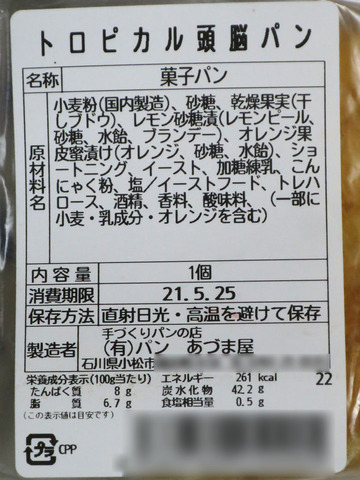 トロピカル頭脳パン
名称 菓子パン
原材料名
小麦粉(国内製造)、砂糖、乾燥果実(干
しブドウ)、レモン砂糖漬(レモンピール、
砂糖、水飴、ブランデー)、オレンジ果
皮蜜漬け(オレンジ、砂糖、水飴)、ショ
ートニング、イースト、加糖練乳、こん
にゃく粉、塩／イーストフード、トレハ
ロース、酒精、香料、酸味料、(一部に
小麦・乳成分・オレンジを含む)
内容量 1個
消費期限 21.5.25
保存方法 直射日光・高温を避けて保存
製造者
手づくりパンの店
(有)パン あづま屋
石川県小松市
栄養成分表示(100g当たり) エネルギー 261 kcal 22
たんぱく質 8 g 炭水化物 42.2 g
脂質 6.7 g 食塩相当量 0.5 g
(この表示値は目安です)
プラ CPP